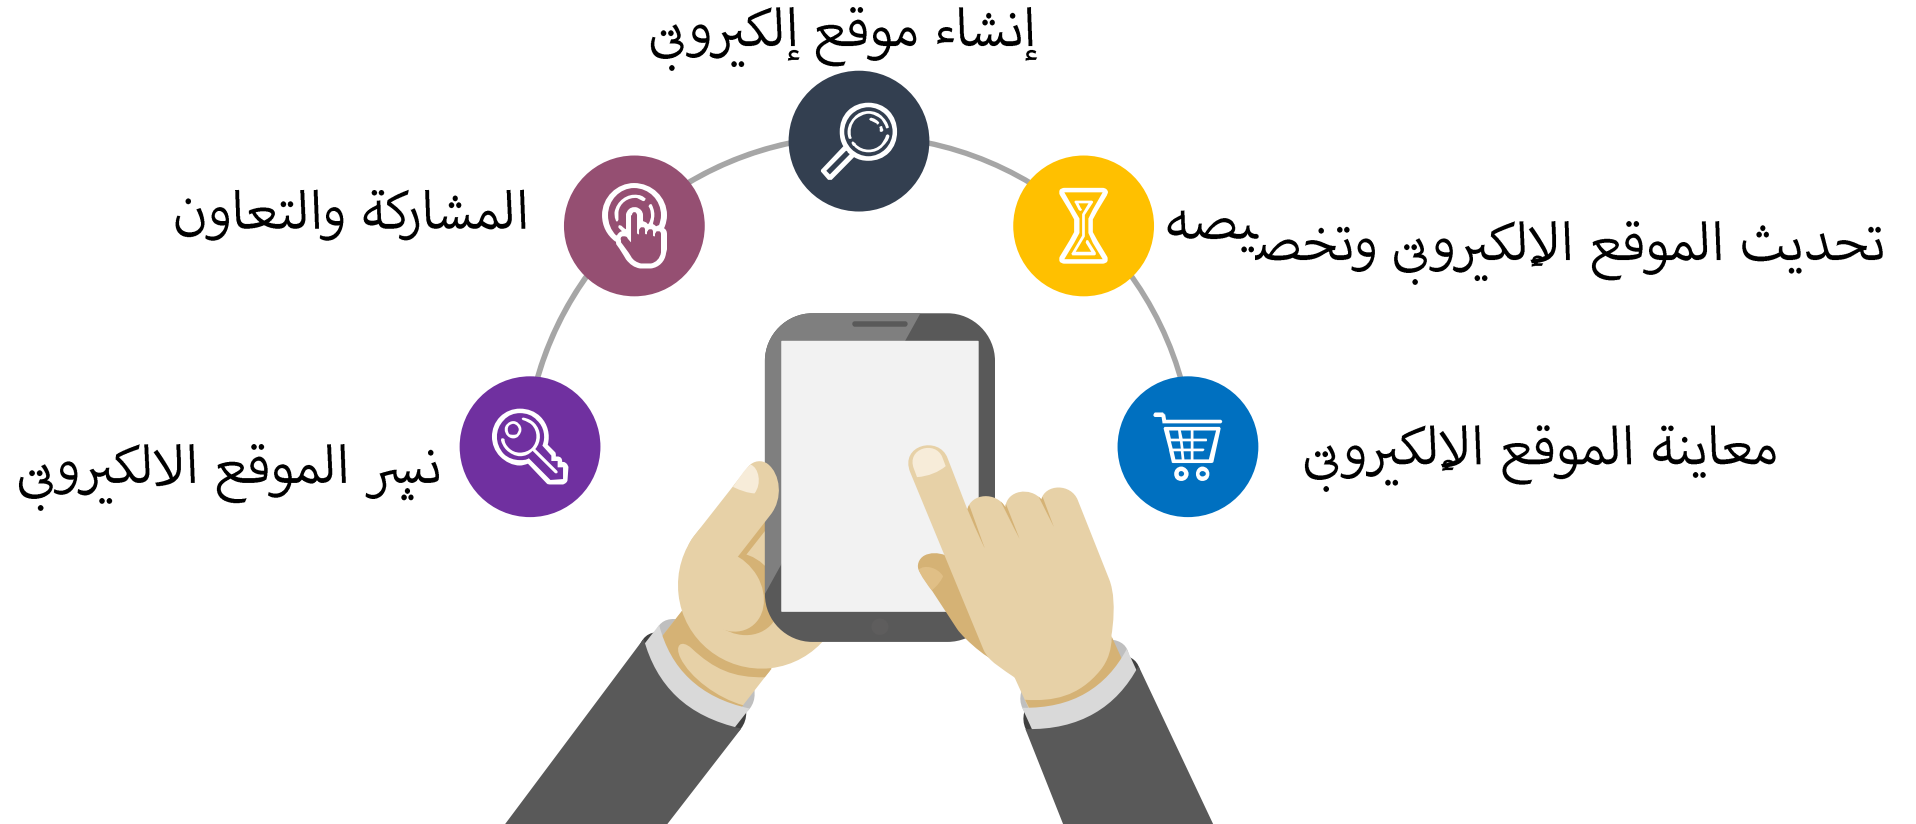 إنشاء موقع إلكتروني
المشاركة والتعاون
تحديث الموقع الإلكتروني وتخصيصه
نشر الموقع الالكتروني
معاينة الموقع الإلكتروني